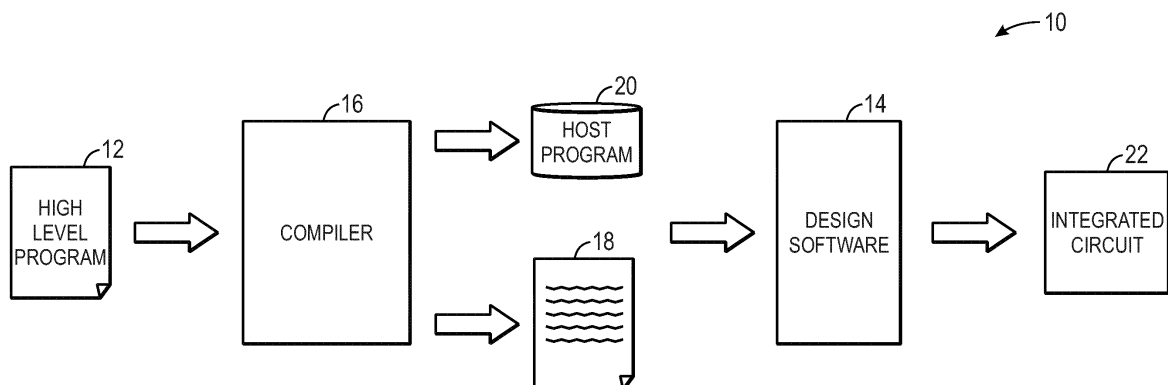 10
12
HIGH
LEVEL
PROGRAM
16
COMPILER
20
HOST
PROGRAM
18
14
DESIGN
SOFTWARE
22
INTEGRATED
CIRCUIT